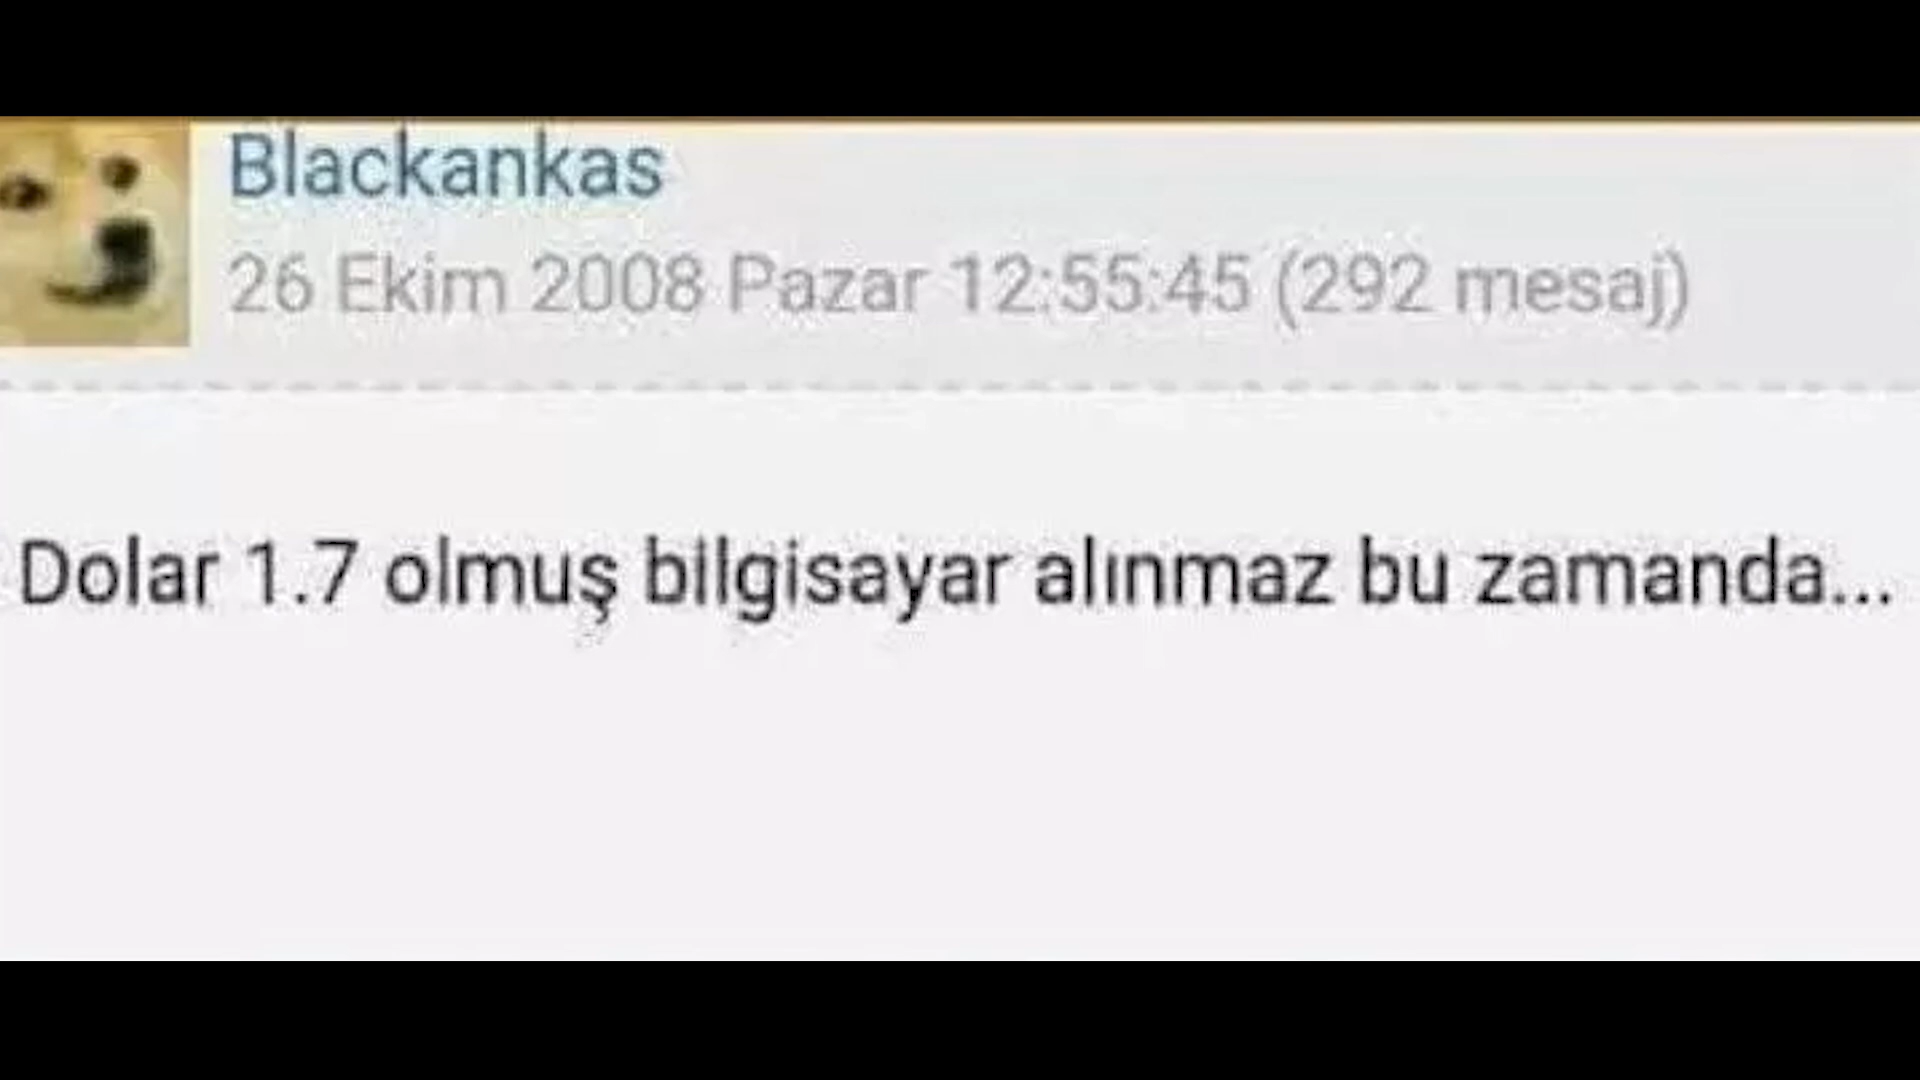 Blackankas
26 Ekim 2008 Pazar 12:55:45 (292 mesaj)
Dolar 1.7 olmuş bilgisayar alınmaz bu zamanda...